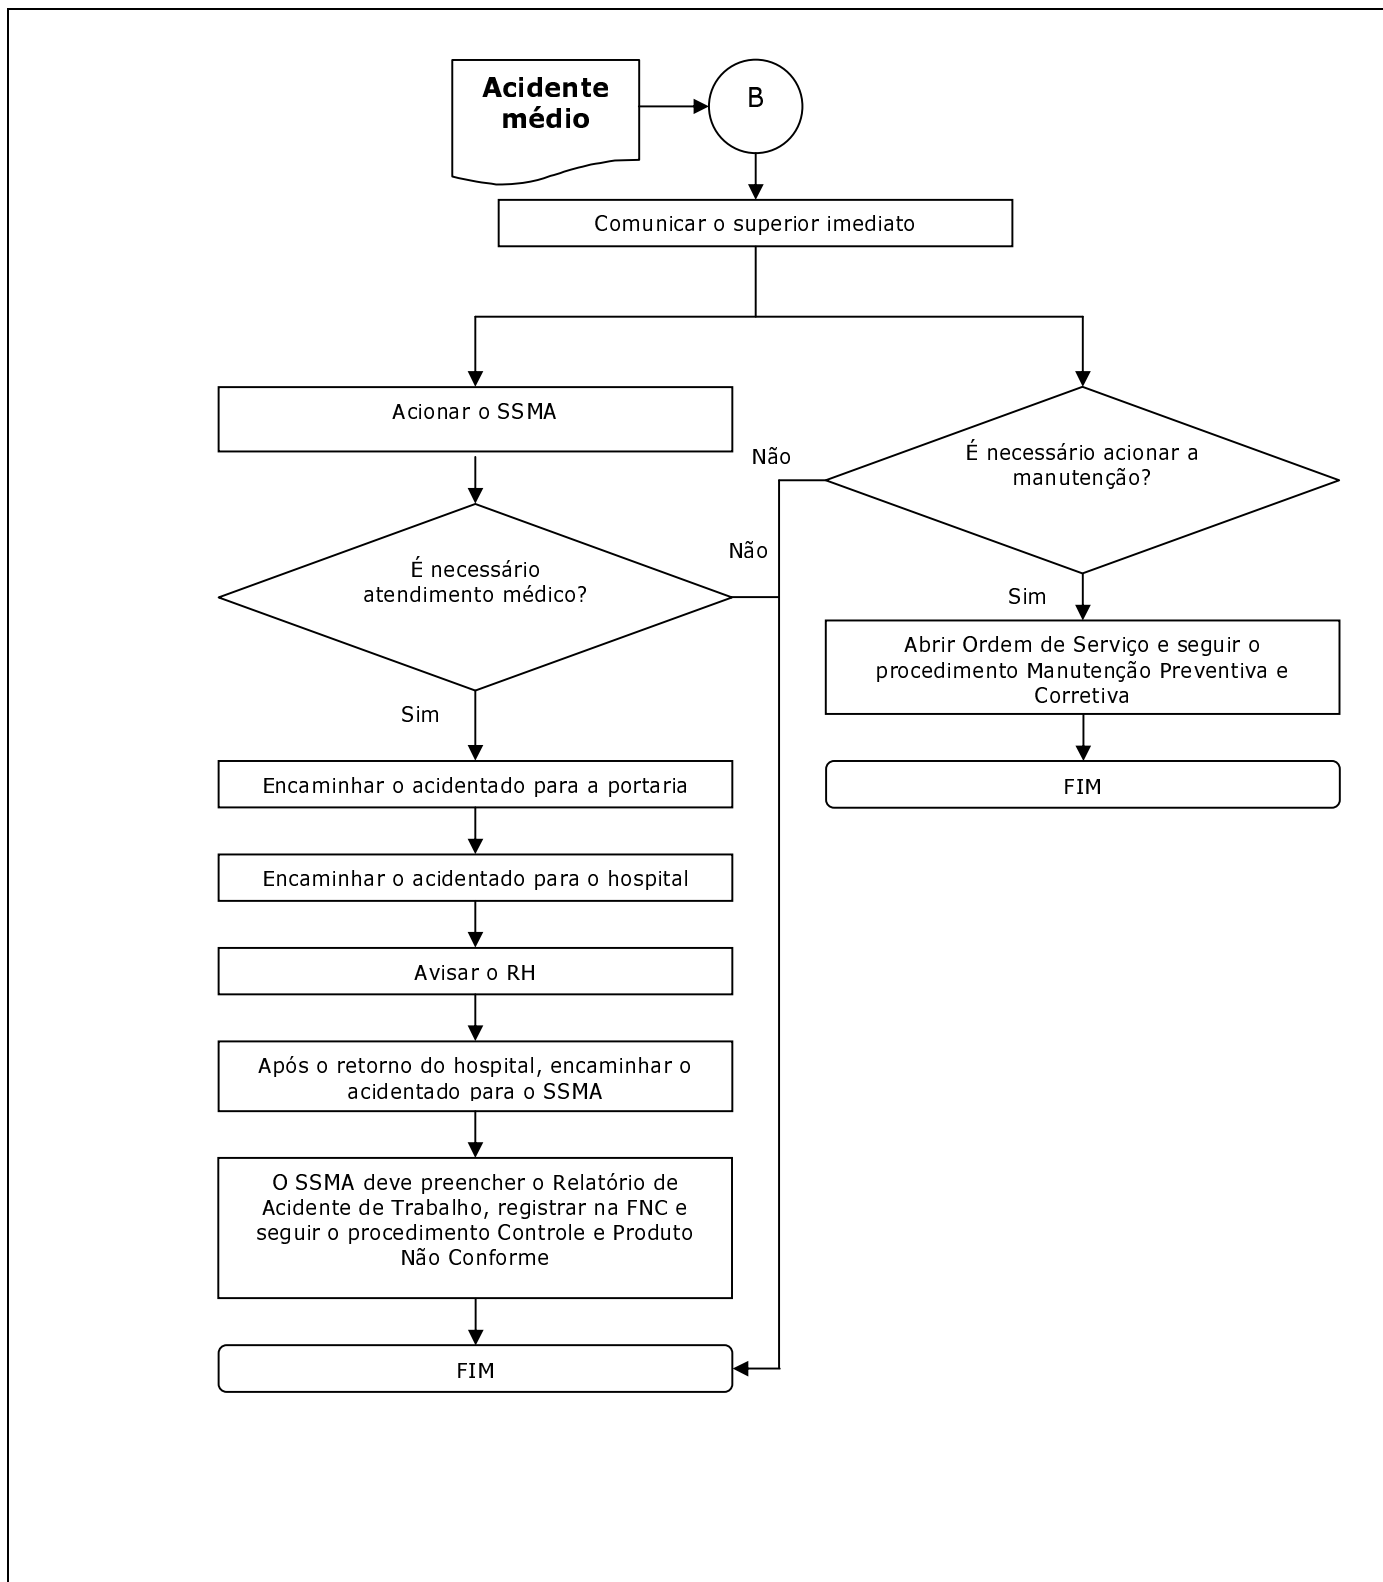 Acidente
médio
B
Comunicar o superior imediato
Acionar o SSMA
Não
É necessário acionar a
manutenção?
Não
É necessário
atendimento médico?
Sim
Abrir Ordem de Serviço e seguir o
procedimento Manutenção Preventiva e
Corretiva
FIM
Sim
Encaminhar o acidentado para a portaria
Encaminhar o acidentado para o hospital
Avisar o RH
Após o retorno do hospital, encaminhar o
acidentado para o SSMA
O SSMA deve preencher o Relatório de
Acidente de Trabalho, registrar na FNC e
seguir o procedimento Controle e Produto
Não Conforme
FIM